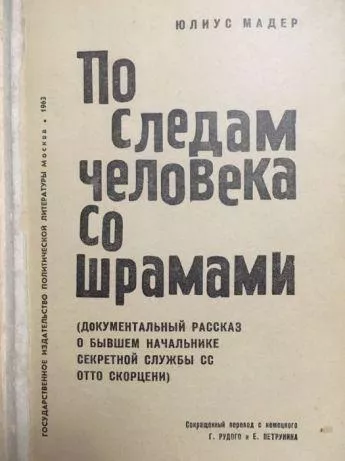 ЮЛИУС МАДЕР
По
Следам
Человека
Со
Шрамами
(ДОКУМЕНТАЛЬНЫЙ РАССКАЗ
О БЫВШЕМ НАЧАЛЬНИКЕ
СЕКРЕТНОЙ СЛУЖБЫ СС
ОТТО СКОРЦЕНИ)
Сокращенный перевод с немецкого
Г. РУДОГО и Е. ПЕТРУНИНА
ГОСУДАРСТВЕННОЕ ИЗДАТЕЛЬСТВО ПОЛИТИЧЕСКОЙ ЛИТЕРАТУРЫ Москва • 1963